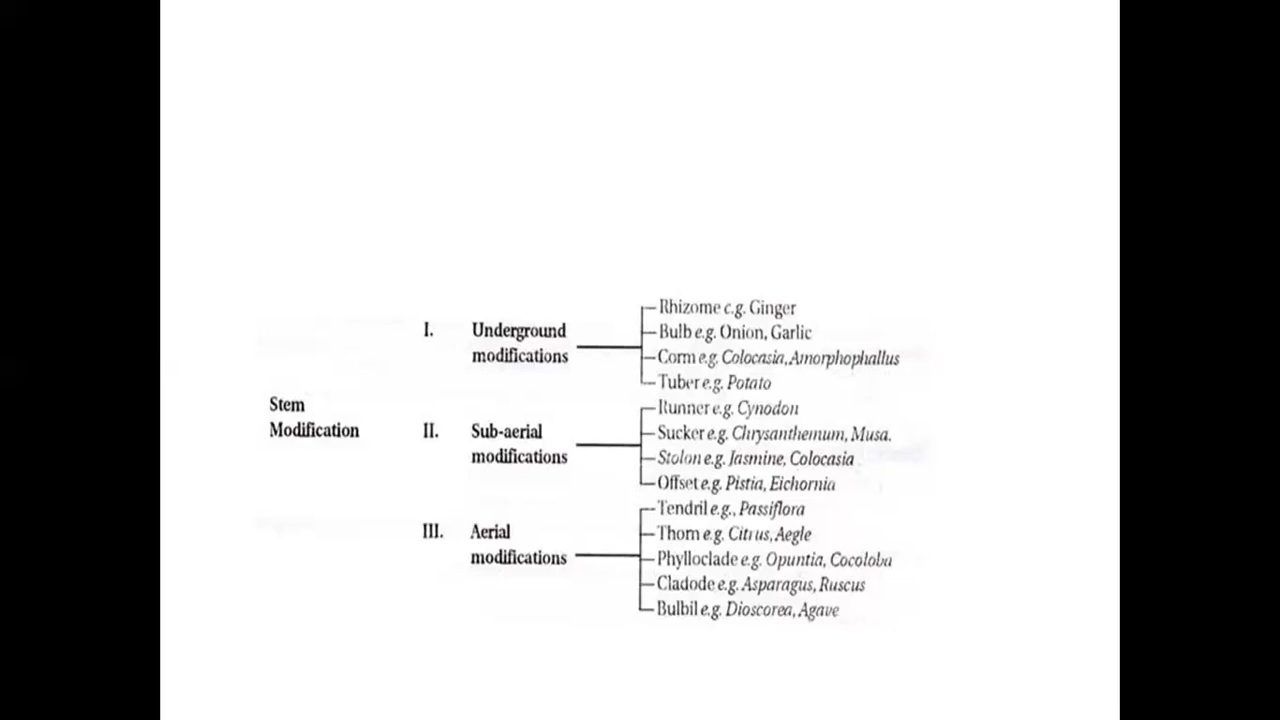 Rhizome e.g. Ginger
I. Underground modifications
Bulb e.g. Onion, Garlic
Corm e.g. Colocasia, Amorphophallus
Tuber e.g. Potato
Stem Modification
Runner e.g. Cynodon
II. Sub-aerial modifications
Sucker e.g. Chrysanthemum, Musa.
Stolon e.g. Jasmine, Colocasia
Offset e.g. Pistia, Eichornia
Tendril e.g., Passiflora
III. Aerial modifications
Thorn e.g. Citrus, Aegle
Phylloclade e.g. Opuntia, Cocoloba
Cladode e.g. Asparagus, Ruscus
Bulbil e.g. Dioscorea, Agave